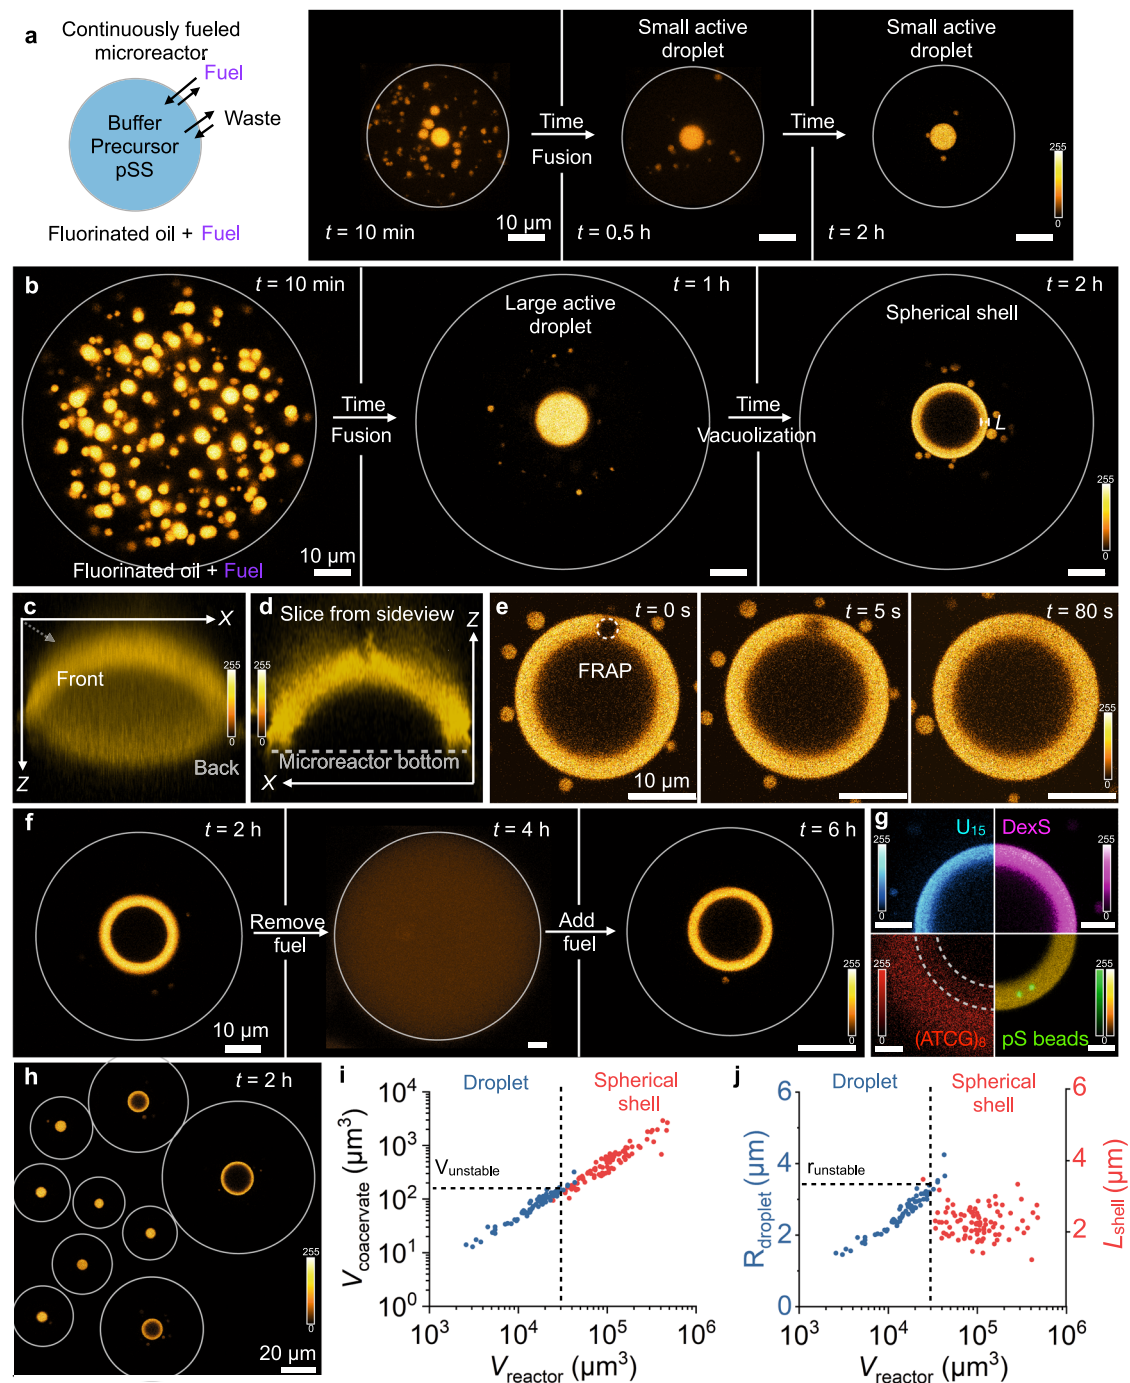 a
Continuously fueled
microreactor
Fuel
Waste
Buffer
Precursor
pSS
Fluorinated oil + Fuel
Small active
droplet
Small active
droplet
Time
Fusion
Time
t = 10 min
10 µm
t = 0.5 h
t = 2 h
255
0
b
t = 10 min
t = 1 h
t = 2 h
Large active
droplet
Spherical shell
Time
Fusion
Time
Vacuolization
L
Fluorinated oil + Fuel
10 µm
255
0
c
X
Front
Back
Z
255
0
d
Slice from sideview
Z
255
0
Microreactor bottom
X
e
t = 0 s
t = 5 s
t = 80 s
FRAP
10 µm
255
0
f
t = 2 h
t = 4 h
t = 6 h
Remove
fuel
Add
fuel
10 µm
255
0
g
U15
DexS
255
0
255
0
255
0
255
0
(ATCG)8
pS beads
h
t = 2 h
255
0
20 µm
i
Droplet
Spherical
shell
Vunstable
Vcoacervate (µm³)
10⁴
10³
10²
10¹
10⁰
10³
10⁴
10⁵
10⁶
Vreactor (µm³)
j
Droplet
Spherical
shell
runstable
Rdroplet (µm)
6
4
2
0
Lshell (µm)
6
4
2
10³
10⁴
10⁵
10⁶
Vreactor (µm³)